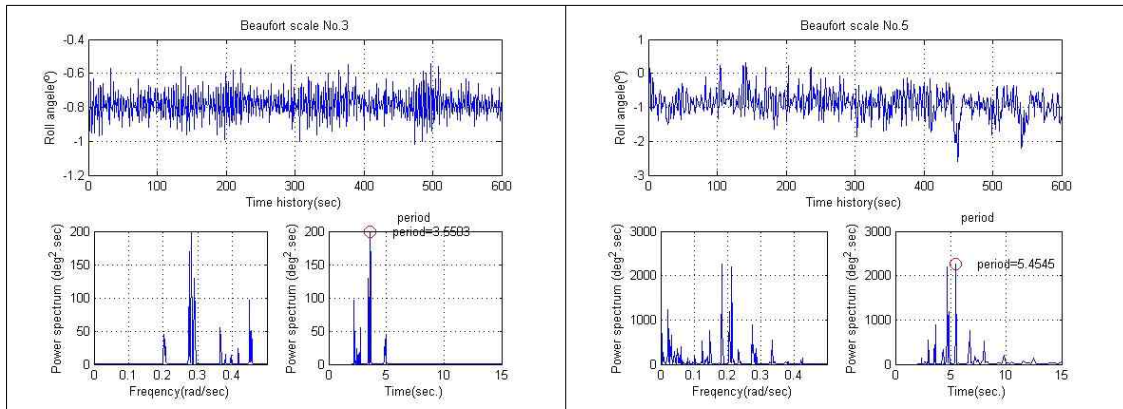 Beaufort scale No.3
-0.4
-0.6
-0.8
-1
-1.2
Roll angele(º)
0 100 200 300 400 500 600
Time history(sec)
200
150
100
50
0
Power spectrum (deg².sec)
0 0.1 0.2 0.3 0.4
Freqency(rad/sec)
period
period=3.5503
200
150
100
50
0
Power spectrum (deg².sec)
0 5 10 15
Time(sec.)
Beaufort scale No.5
1
0
-1
-2
-3
Roll angele(º)
0 100 200 300 400 500 600
Time history(sec)
3000
2000
1000
0
Power spectrum (deg².sec)
0 0.1 0.2 0.3 0.4
Freqency(rad/sec)
period
period=5.4545
3000
2000
1000
0
Power spectrum (deg².sec)
0 5 10 15
Time(sec.)